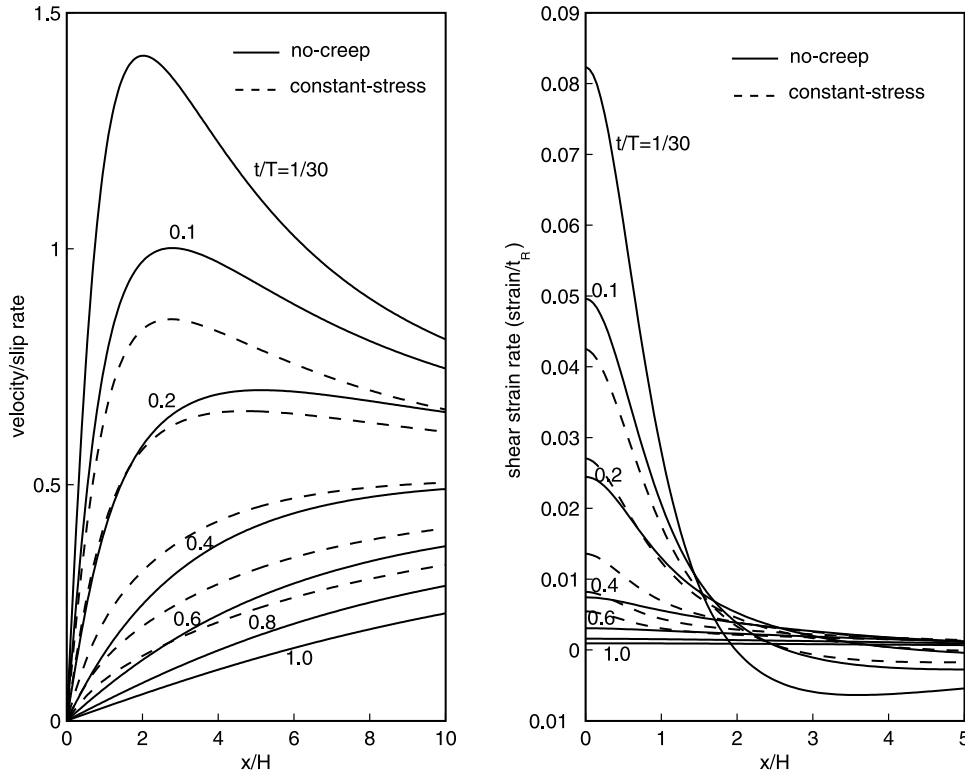 1.5
1
0.5
0
velocity/slip rate
no-creep
constant-stress
t/T=1/30
0.1
0.2
0.4
0.6
0.8
1.0
0 2 4 6 8 10
x/H
0.09
0.08
0.07
0.06
0.05
0.04
0.03
0.02
0.01
0
0.01
shear strain rate (strain/t_R)
no-creep
constant-stress
t/T=1/30
0.1
0.2
0.4
0.6
1.0
0 1 2 3 4 5
x/H